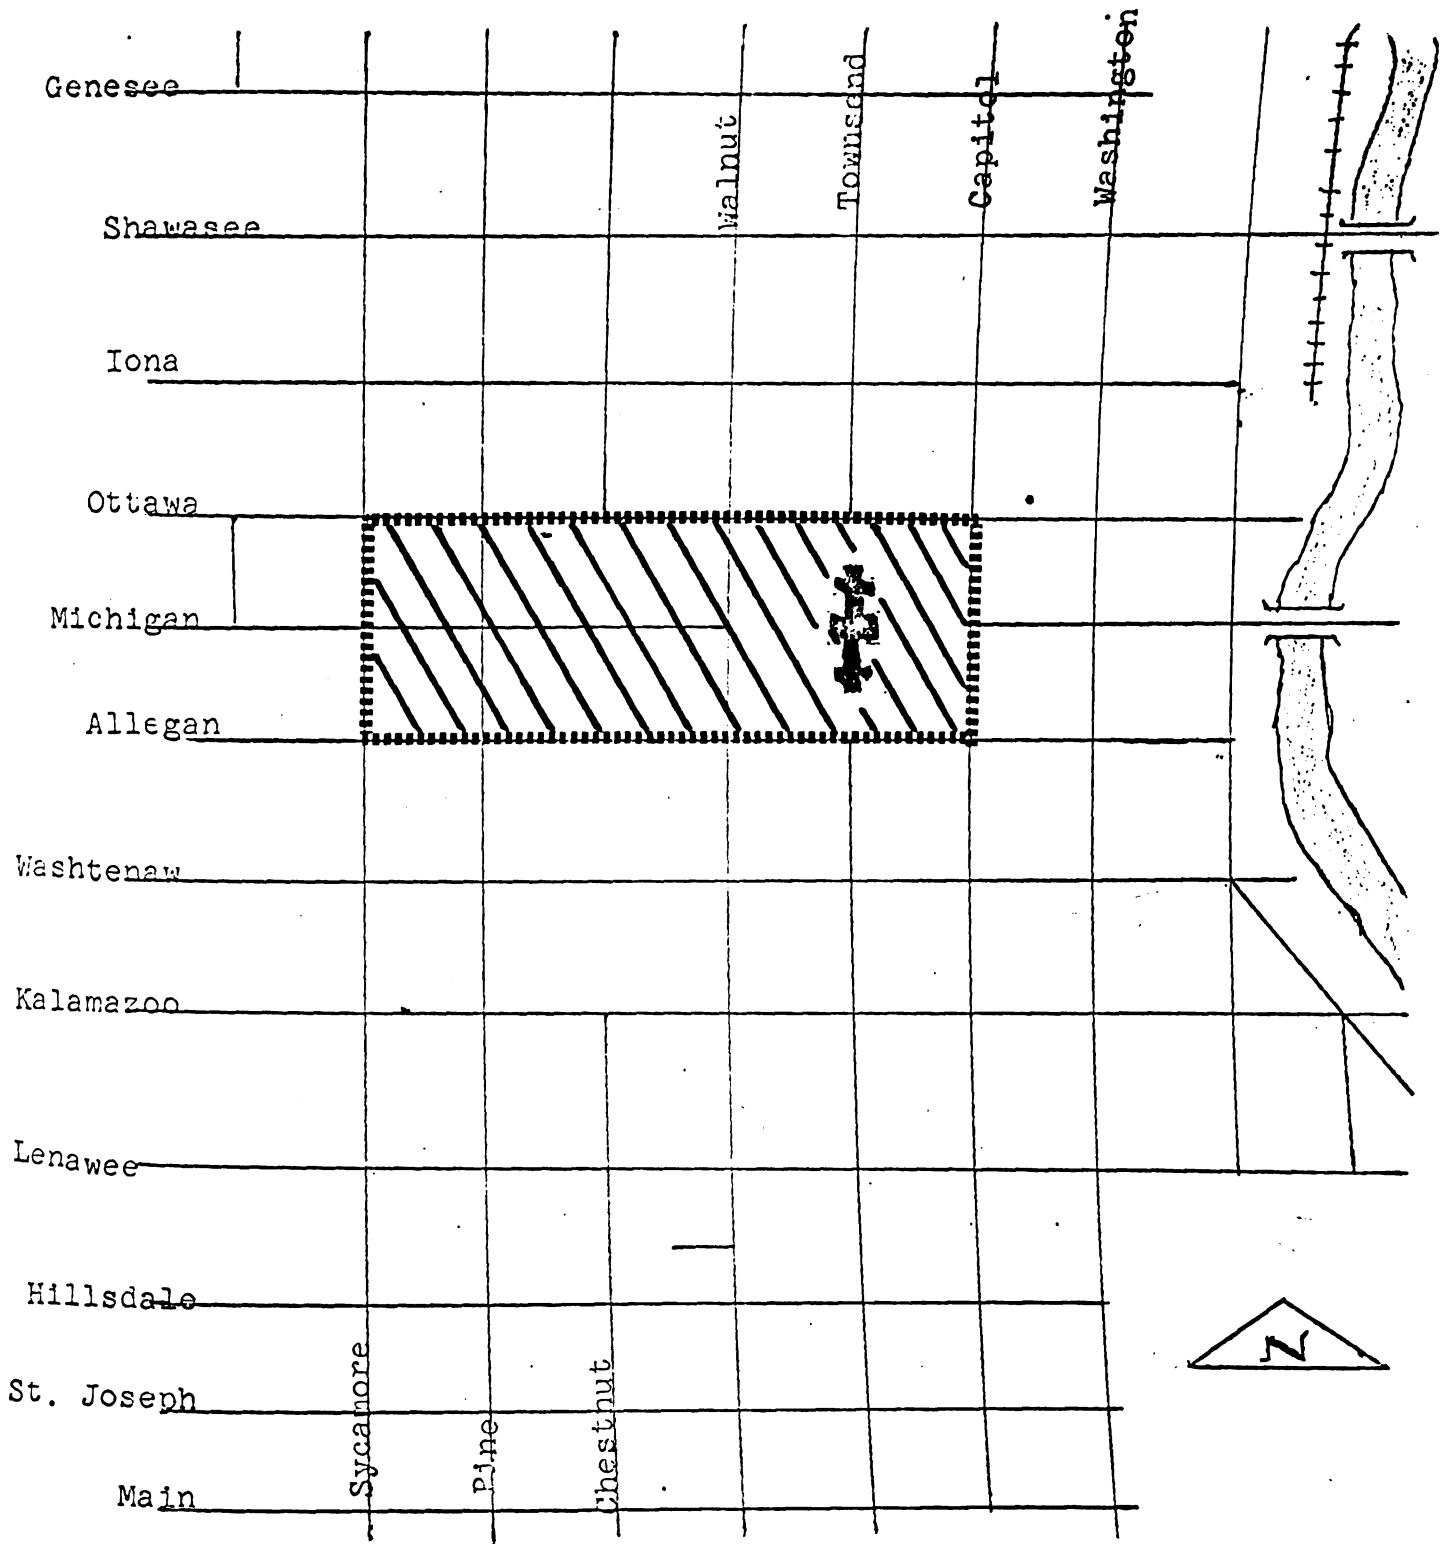 Genesee
Walnut
Townsend
Capitol
Washington
Shawasee
Iona
Ottawa
Michigan
Allegan
Washtenaw
Kalamazoo
Lenawee
Hillsdale
N
St. Joseph
Sycamore
Pine
Chestnut
Main